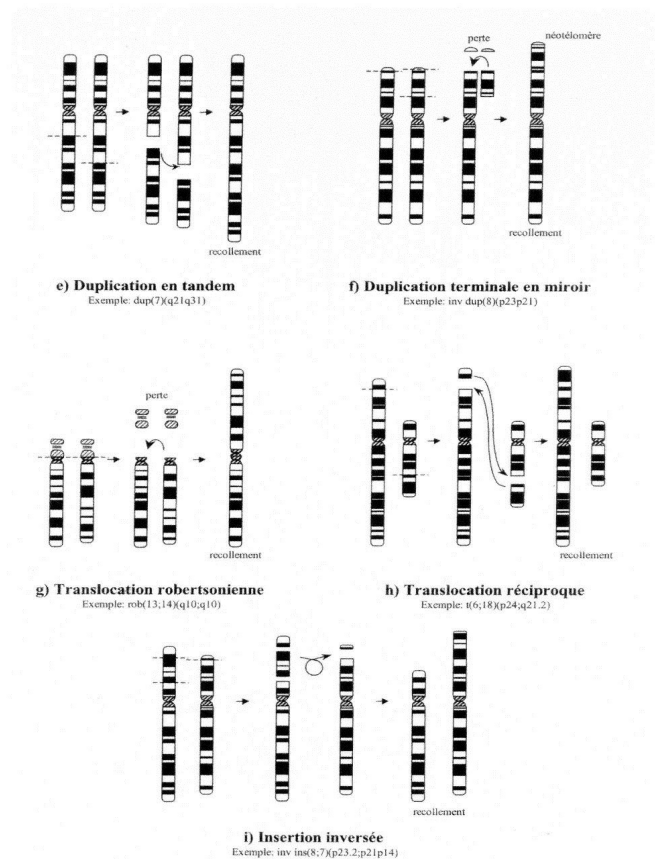 perte
néotélomère
recollement
recollement
e) Duplication en tandem
Exemple: dup(7)(q21q31)
f) Duplication terminale en miroir
Exemple: inv dup(8)(p23p21)
perte
recollement
recollement
g) Translocation robertsonienne
Exemple: rob(13;14)(q10;q10)
h) Translocation réciproque
Exemple: t(6;18)(p24;q21.2)
recollement
i) Insertion inversée
Exemple: inv ins(8;7)(p23.2;p21p14)